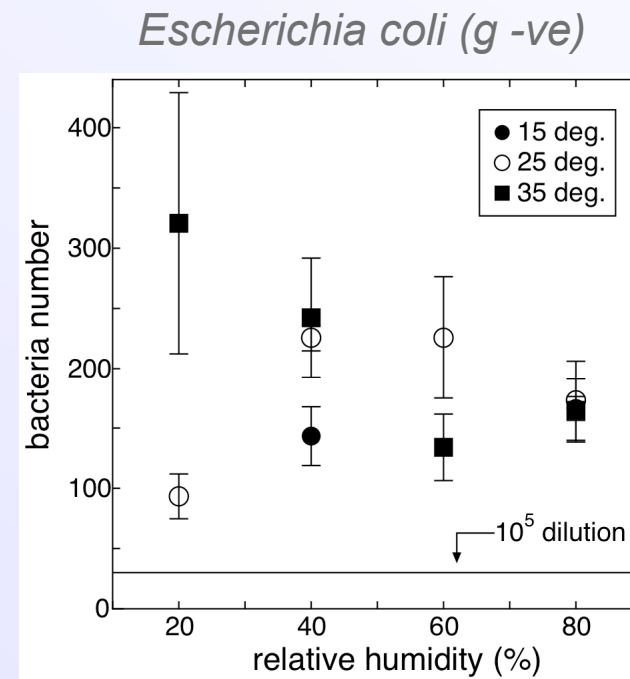 Escherichia coli (g -ve)
400
300
200
100
0
bacteria number
15 deg.
25 deg.
35 deg.
10⁵ dilution
20 40 60 80
relative humidity (%)